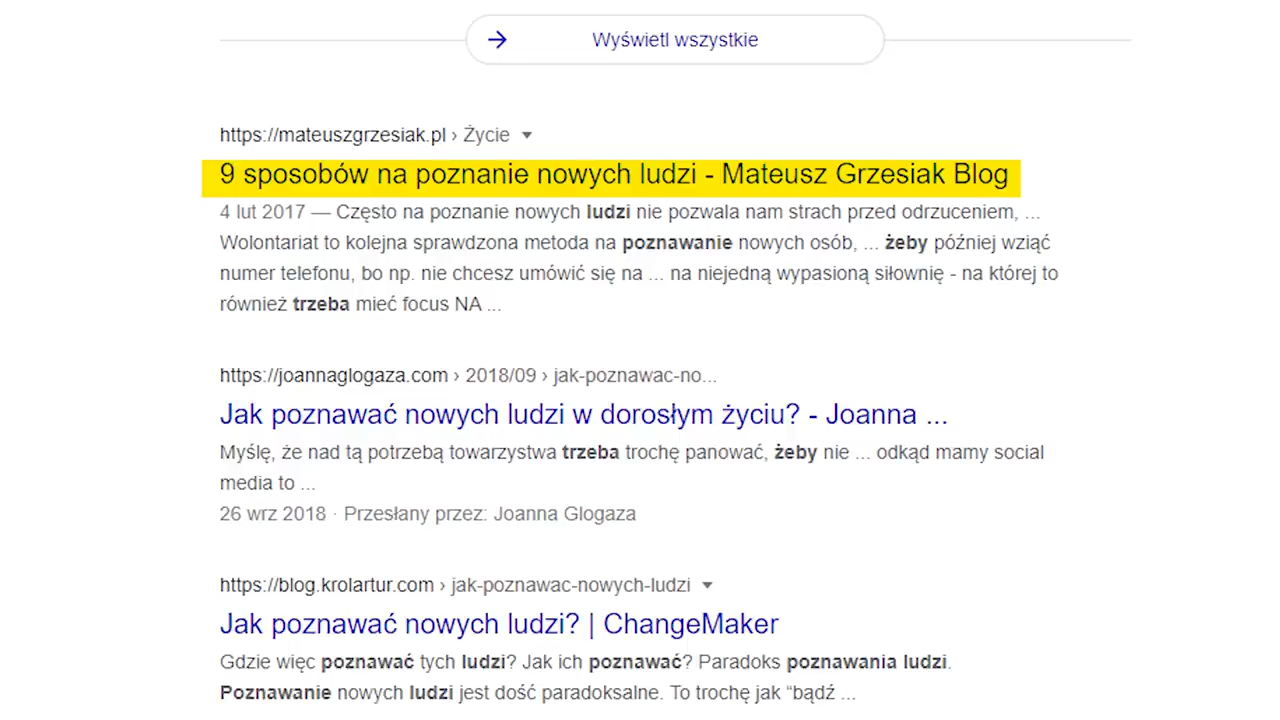 Wyświetl wszystkie
https://mateuszgrzesiak.pl › Życie
9 sposobów na poznanie nowych ludzi - Mateusz Grzesiak Blog
4 lut 2017 — Często na poznanie nowych ludzi nie pozwala nam strach przed odrzuceniem, ...
Wolontariat to kolejna sprawdzona metoda na poznawanie nowych osób, ... żeby później wziąć
numer telefonu, bo np. nie chcesz umówić się na ... na niejedną wypasioną siłownię - na której to
również trzeba mieć focus NA ...
https://joannaglogaza.com › 2018/09 › jak-poznawac-no...
Jak poznawać nowych ludzi w dorosłym życiu? - Joanna ...
Myślę, że nad tą potrzebą towarzystwa trzeba trochę panować, żeby nie ... odkąd mamy social
media to ...
26 wrz 2018 · Przesłany przez: Joanna Glogaza
https://blog.krolartur.com › jak-poznawac-nowych-ludzi
Jak poznawać nowych ludzi? | ChangeMaker
Gdzie więc poznawać tych ludzi? Jak ich poznawać? Paradoks poznawania ludzi.
Poznawanie nowych ludzi jest dość paradoksalne. To trochę jak “bądź ...